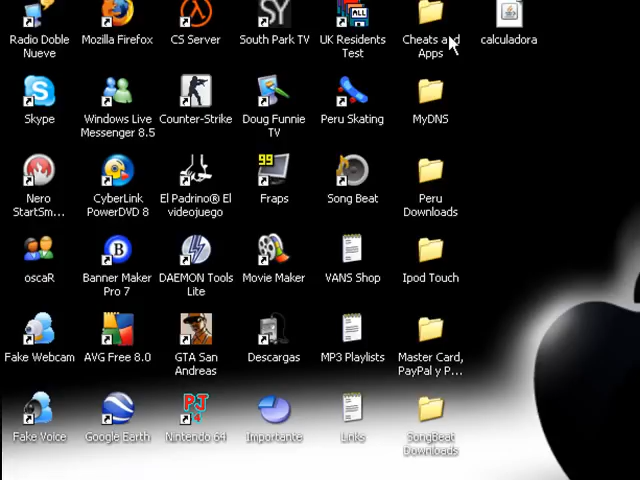 Radio Doble
Nueve
Mozilla Firefox
CS Server
South Park TV
ALL
UK Residents
Test
Cheats and
Apps
calculadora
Skype
Windows Live
Messenger 8.5
Counter-Strike
Doug Funnie
TV
Peru Skating
MyDNS
Nero
StartSm...
CyberLink
PowerDVD 8
El Padrino® El
videojuego
99
Fraps
Song Beat
Peru
Downloads
oscaR
B
Banner Maker
Pro 7
DAEMON Tools
Lite
Movie Maker
VANS Shop
Ipod Touch
Fake Webcam
AVG Free 8.0
GTA San
Andreas
Descargas
MP3 Playlists
Master Card,
PayPal y P...
Fake Voice
Google Earth
PJ
Nintendo 64
Importante
Links
SongBeat
Downloads